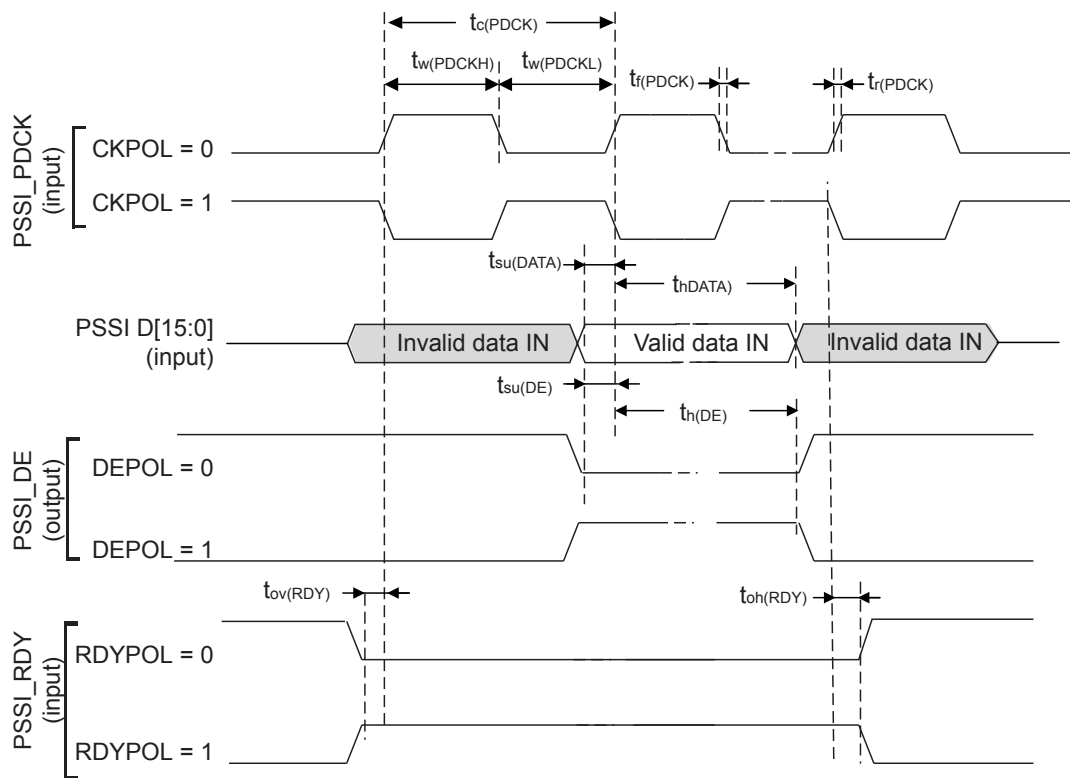 tc(PDCK)
tw(PDCKH)
tw(PDCKL)
tf(PDCK)
tr(PDCK)
PSSI_PDCK
(input)
CKPOL = 0
CKPOL = 1
tsu(DATA)
thDATA)
PSSI D[15:0]
(input)
Invalid data IN
Valid data IN
Invalid data IN
tsu(DE)
th(DE)
PSSI_DE
(output)
DEPOL = 0
DEPOL = 1
tov(RDY)
toh(RDY)
PSSI_RDY
(input)
RDYPOL = 0
RDYPOL = 1